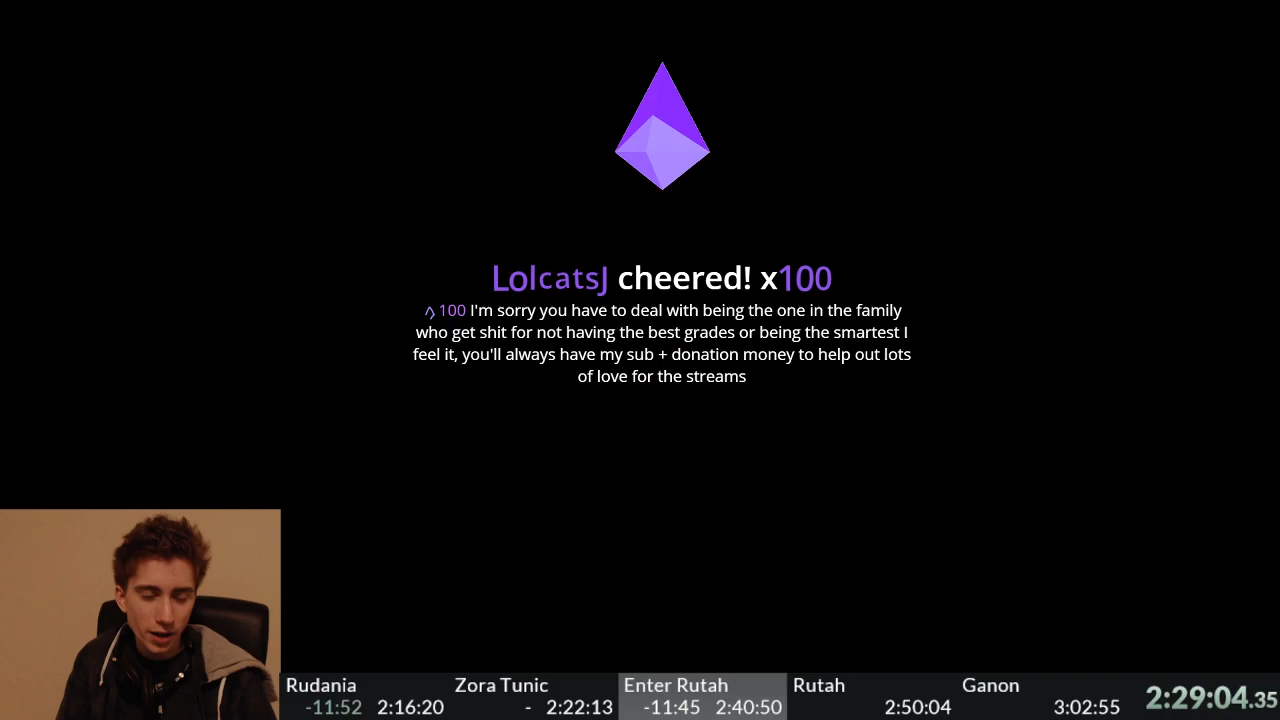 LolcatsJ cheered! x100
100 I'm sorry you have to deal with being the one in the family
who get shit for not having the best grades or being the smartest I
feel it, you'll always have my sub + donation money to help out lots
of love for the streams
Rudania Zora Tunic Enter Rutah Rutah Ganon
-11:52 2:16:20 - 2:22:13 -11:45 2:40:50 2:50:04 3:02:55 2:29:04.35